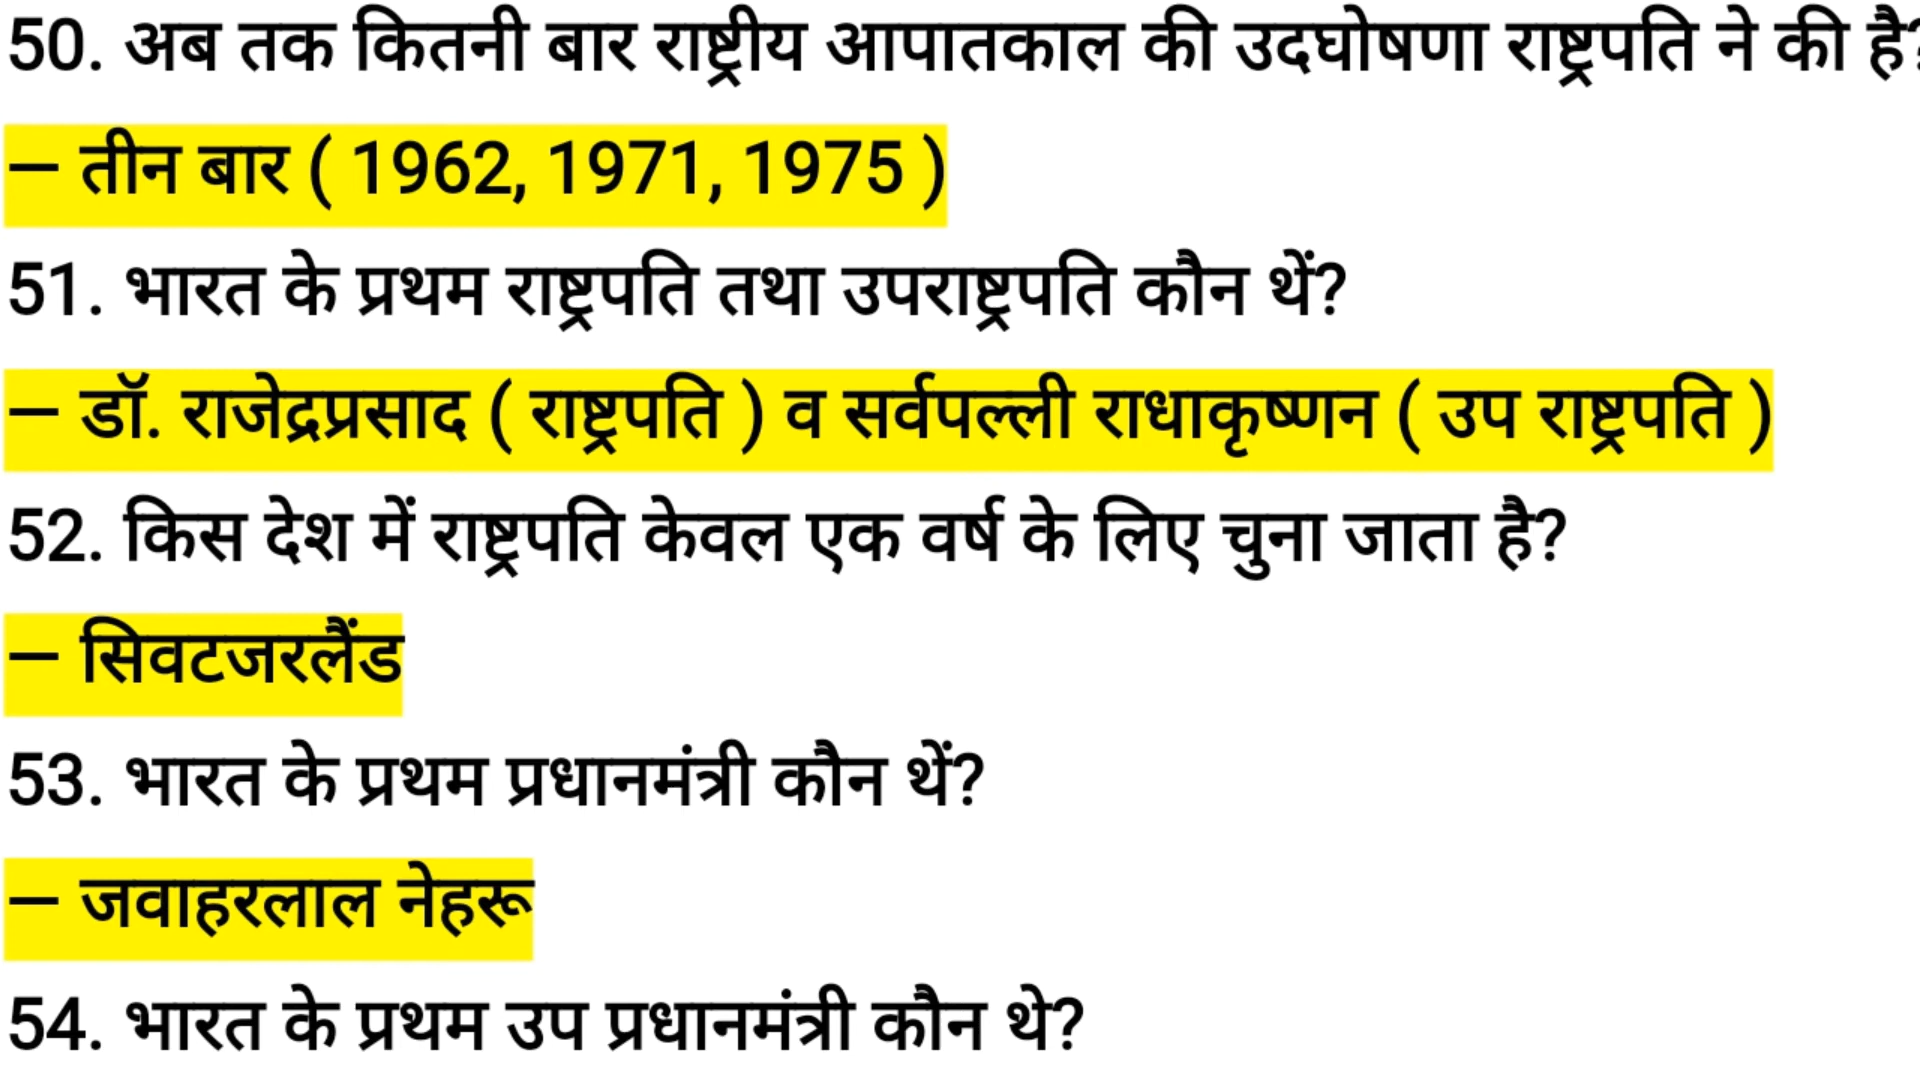 50. अब तक कितनी बार राष्ट्रीय आपातकाल की उदघोषणा राष्ट्रपति ने की है?
– तीन बार ( 1962, 1971, 1975 )
51. भारत के प्रथम राष्ट्रपति तथा उपराष्ट्रपति कौन थें?
– डॉ. राजेद्रप्रसाद ( राष्ट्रपति ) व सर्वपल्ली राधाकृष्णन ( उप राष्ट्रपति )
52. किस देश में राष्ट्रपति केवल एक वर्ष के लिए चुना जाता है?
– सिवटजरलैंड
53. भारत के प्रथम प्रधानमंत्री कौन थें?
– जवाहरलाल नेहरू
54. भारत के प्रथम उप प्रधानमंत्री कौन थे?